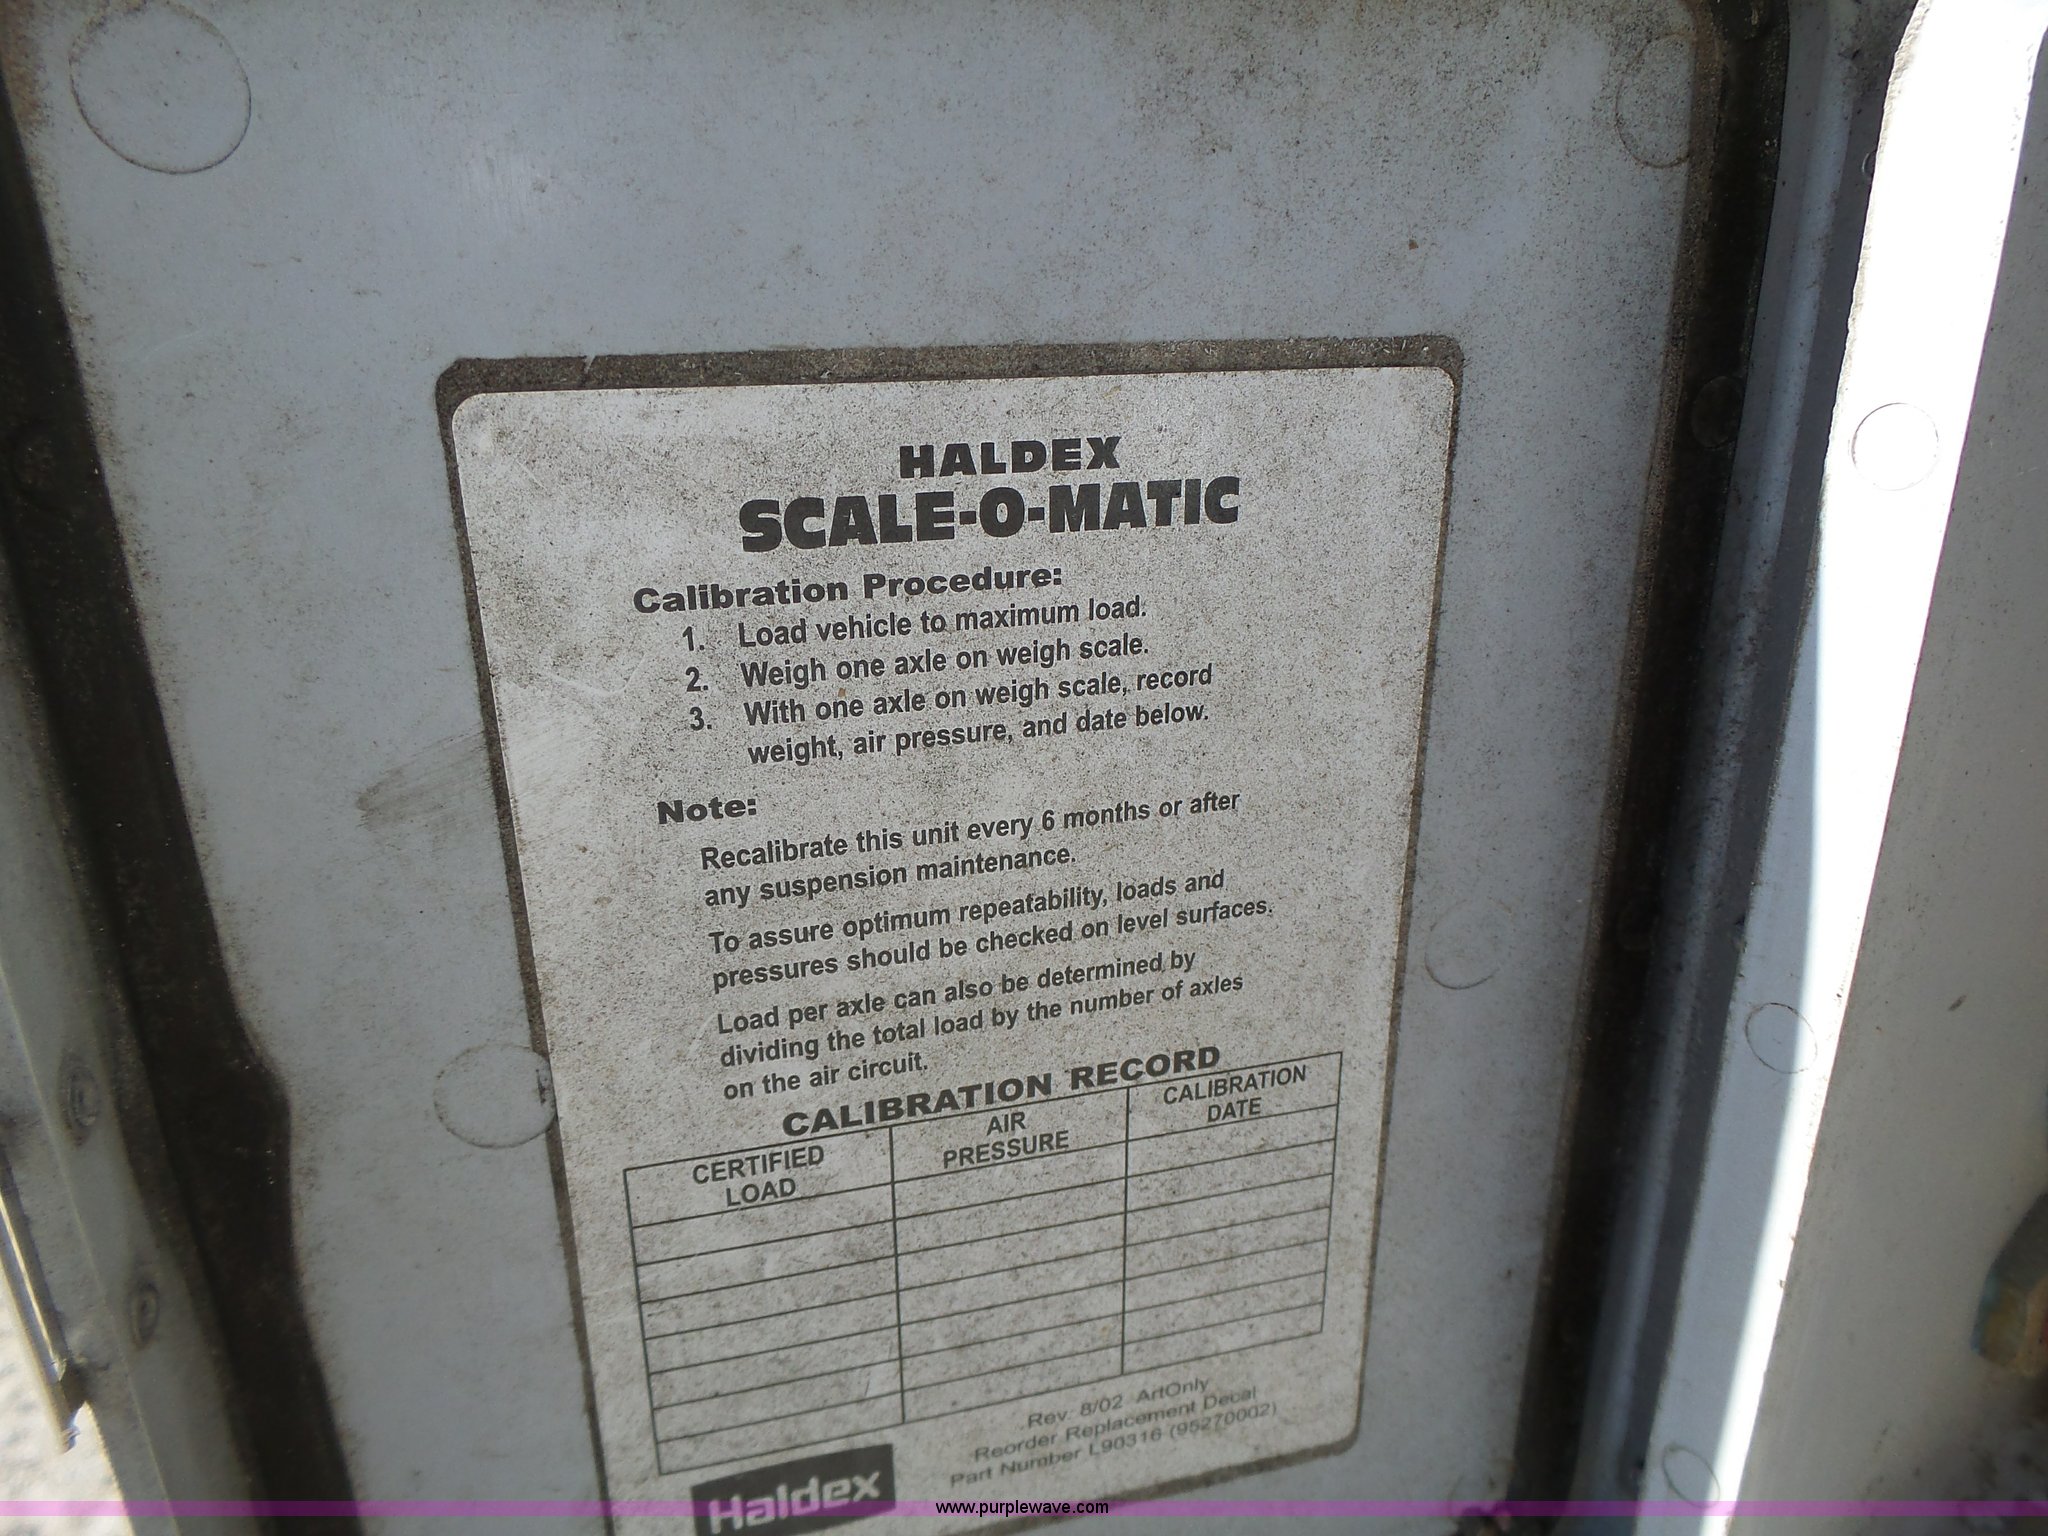 HALDEX
SCALE-O-MATIC
Calibration Procedure:
1. Load vehicle to maximum load.
2. Weigh one axle on weigh scale.
3. With one axle on weigh scale, record
weight, air pressure, and date below.
Note:
Recalibrate this unit every 6 months or after
any suspension maintenance.
To assure optimum repeatability, loads and
pressures should be checked on level surfaces.
Load per axle can also be determined by
dividing the total load by the number of axles
on the air circuit.
CALIBRATION RECORD
CERTIFIED
LOAD
AIR
PRESSURE
CALIBRATION
DATE
Rev. 8/02 ArtOnly
Reorder Replacement Decal
Part Number L90316 (95270002)
Haldex
www.purplewave.com